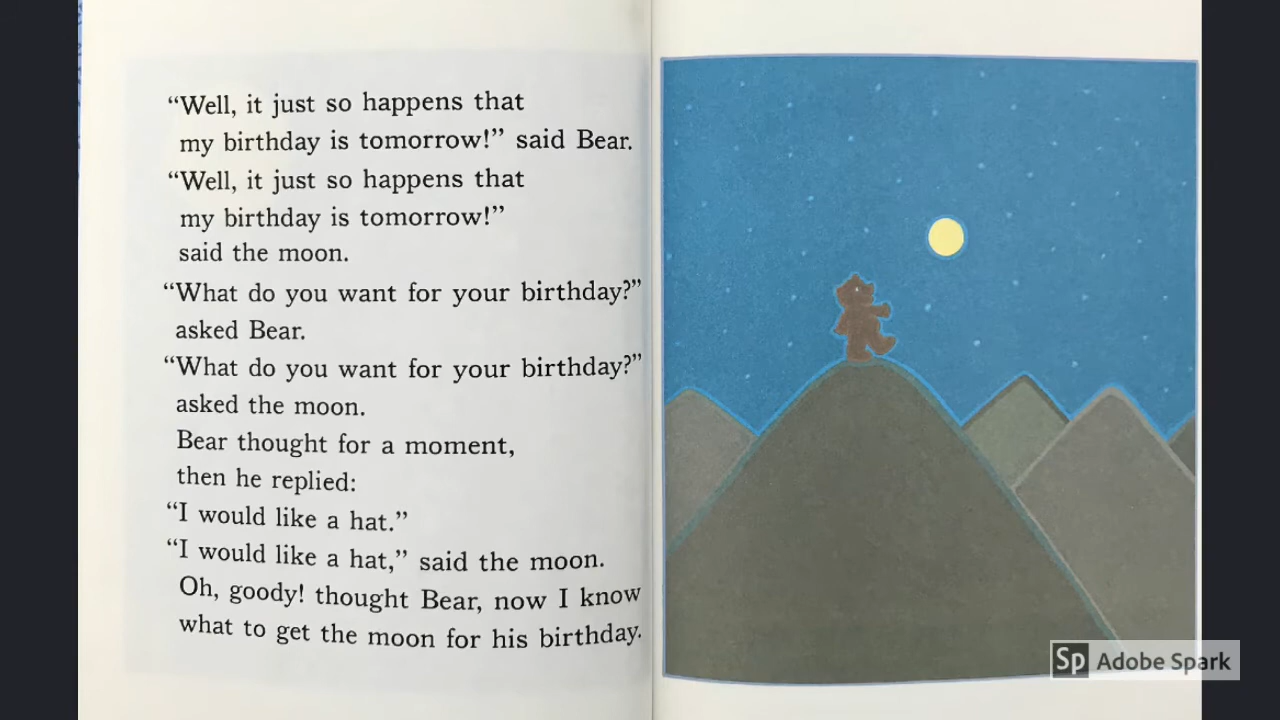 “Well, it just so happens that
my birthday is tomorrow!” said Bear.
“Well, it just so happens that
my birthday is tomorrow!”
said the moon.
“What do you want for your birthday?”
asked Bear.
“What do you want for your birthday?”
asked the moon.
Bear thought for a moment,
then he replied:
“I would like a hat.”
“I would like a hat,” said the moon.
Oh, goody! thought Bear, now I know
what to get the moon for his birthday.
Sp Adobe Spark